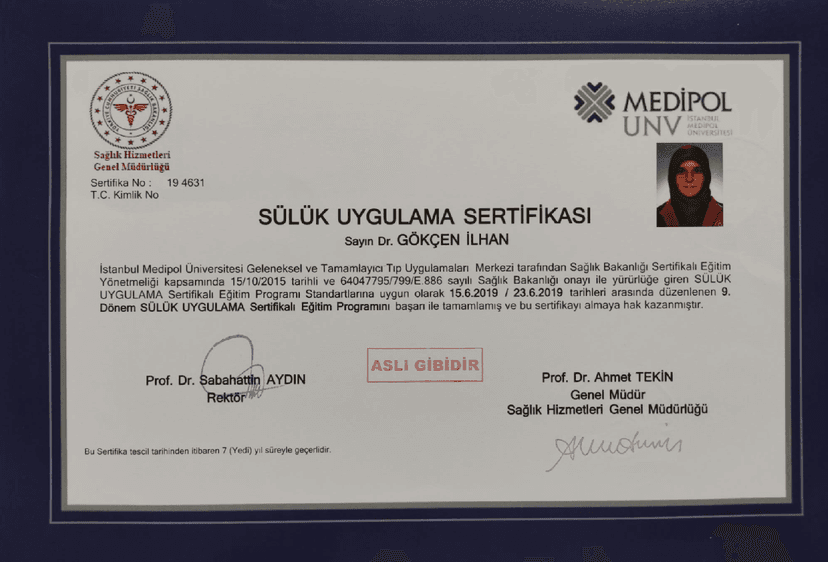 Sağlık Hizmetleri
Genel Müdürlüğü
Sertifika No : 19 4631
T.C. Kimlik No
MEDİPOL
UNV İSTANBUL
MEDİPOL
ÜNİVERSİTESİ
SÜLÜK UYGULAMA SERTİFİKASI
Sayın Dr. GÖKÇEN İLHAN
İstanbul Medipol Üniversitesi Geleneksel ve Tamamlayıcı Tıp Uygulamaları Merkezi tarafından Sağlık Bakanlığı Sertifikalı Eğitim
Yönetmeliği kapsamında 15/10/2015 tarihli ve 64047795/799/E.886 sayılı Sağlık Bakanlığı onayı ile yürürlüğe giren SÜLÜK
UYGULAMA Sertifikalı Eğitim Programı Standartlarına uygun olarak 15.6.2019 / 23.6.2019 tarihleri arasında düzenlenen 9.
Dönem SÜLÜK UYGULAMA Sertifikalı Eğitim Programını başarı ile tamamlamış ve bu sertifikayı almaya hak kazanmıştır.
ASLI GİBİDİR
Prof. Dr. Sabahattin AYDIN
Rektör
Prof. Dr. Ahmet TEKİN
Genel Müdür
Sağlık Hizmetleri Genel Müdürlüğü
Bu Sertifika tescil tarihinden itibaren 7 (Yedi) yıl süreyle geçerlidir.